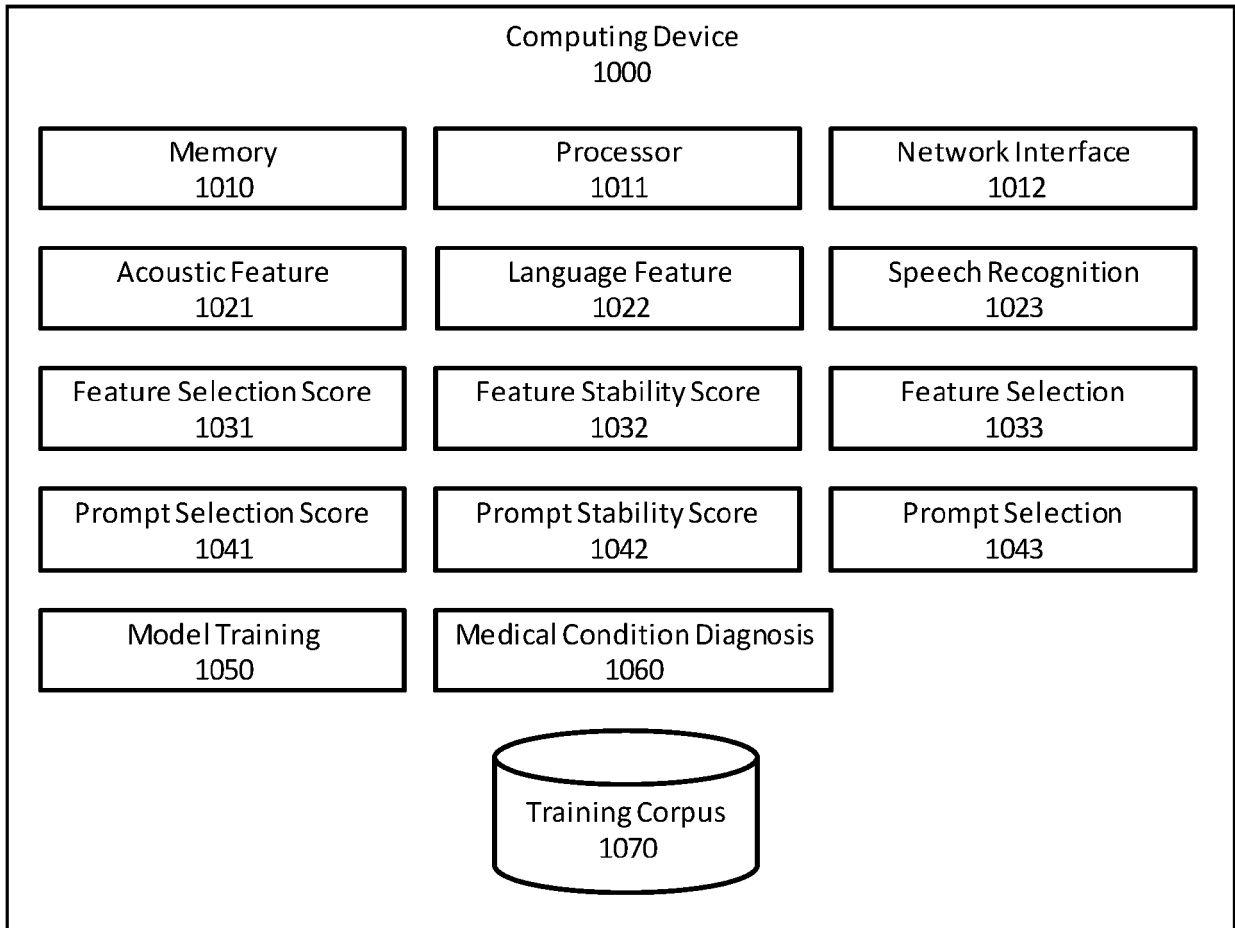 Computing Device
1000
Memory
1010
Processor
1011
Network Interface
1012
Acoustic Feature
1021
Language Feature
1022
Speech Recognition
1023
Feature Selection Score
1031
Feature Stability Score
1032
Feature Selection
1033
Prompt Selection Score
1041
Prompt Stability Score
1042
Prompt Selection
1043
Model Training
1050
Medical Condition Diagnosis
1060
Training Corpus
1070